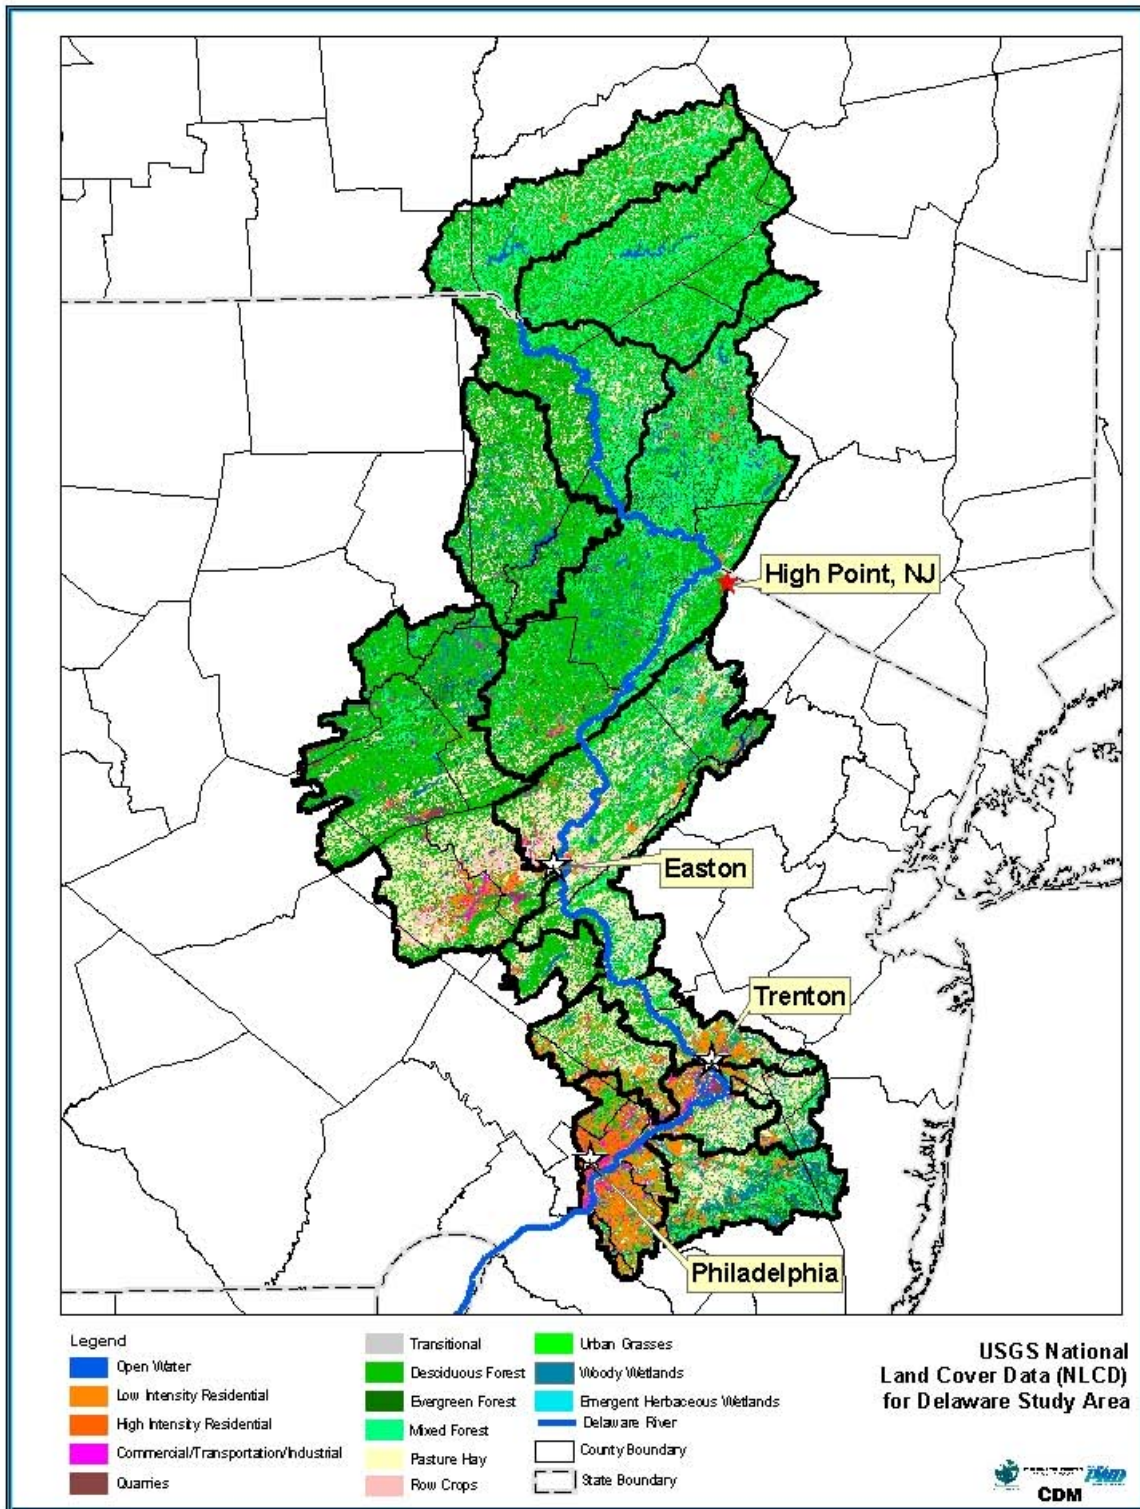 High Point, NJ
Easton
Trenton
Philadelphia
Legend
Open Water
Low Intensity Residential
High Intensity Residential
Commercial/Transportation/Industrial
Quarries
Transitional
Desciduous Forest
Evergreen Forest
Mixed Forest
Pasture Hay
Row Crops
Urban Grasses
Woody Wetlands
Emergent Herbaceous Wetlands
Delaware River
County Boundary
State Boundary
USGS National
Land Cover Data (NLCD)
for Delaware Study Area
PWD
CDM